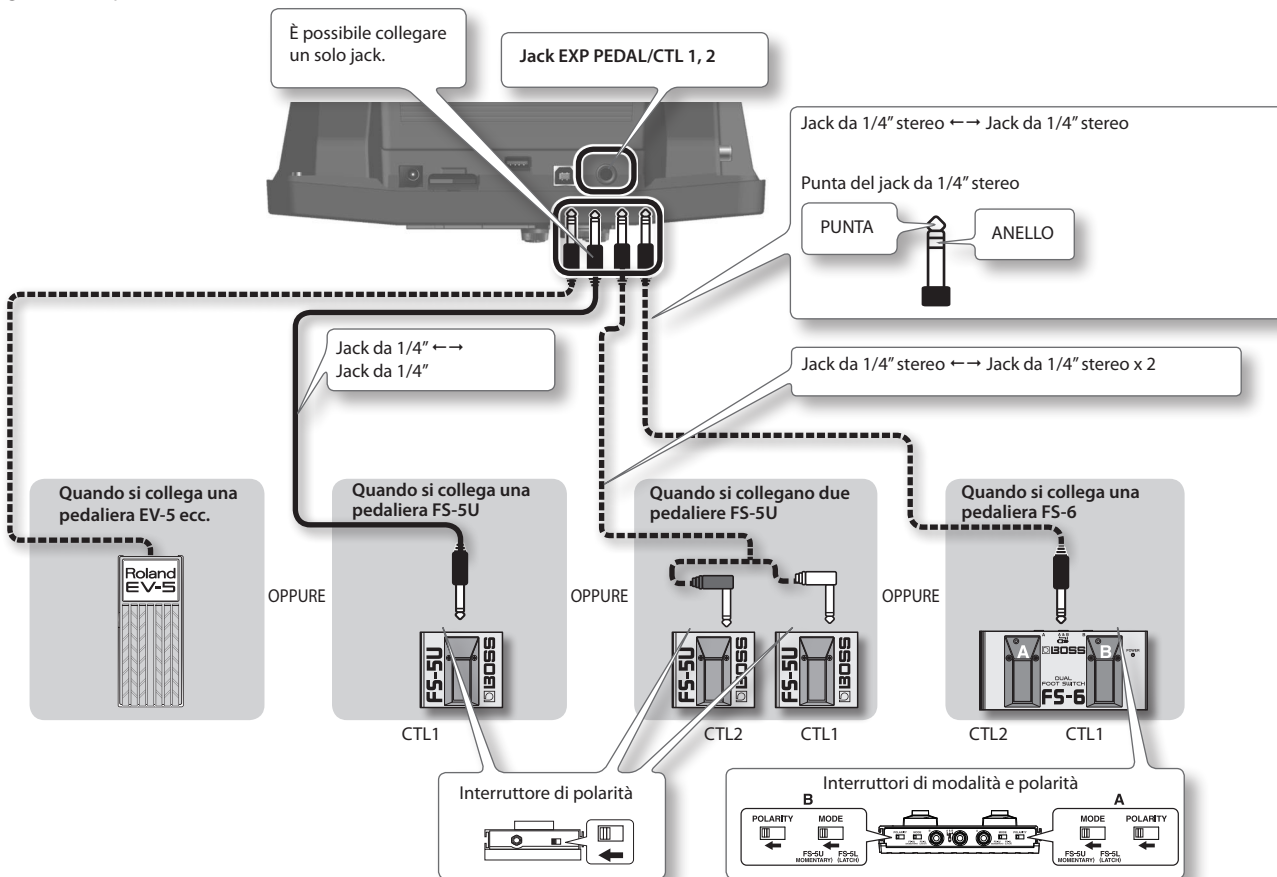 È possibile collegare
un solo jack.
Jack EXP PEDAL/CTL 1, 2
Jack da 1/4” stereo ←→ Jack da 1/4” stereo
Punta del jack da 1/4” stereo
PUNTA
ANELLO
Jack da 1/4” ←→
Jack da 1/4”
Jack da 1/4” stereo ←→ Jack da 1/4” stereo x 2
Quando si collega una
pedaliera EV-5 ecc.
Roland
EV-5
OPPURE
Quando si collega una
pedaliera FS-5U
FS-5U
BOSS
CTL1
OPPURE
Quando si collegano due
pedaliere FS-5U
FS-5U
BOSS
FS-5U
BOSS
CTL2
CTL1
OPPURE
Quando si collega una
pedaliera FS-6
A
A&B
B
A
BOSS
B
POWER
DUAL
FOOT SWITCH
FS-6
CTL2
CTL1
Interruttore di polarità
Interruttori di modalità e polarità
B
A
POLARITY
MODE
MODE
POLARITY
FS-5U
(MOMENTARY)
FS-5L
(LATCH)
FS-5U
(MOMENTARY)
FS-5L
(LATCH)